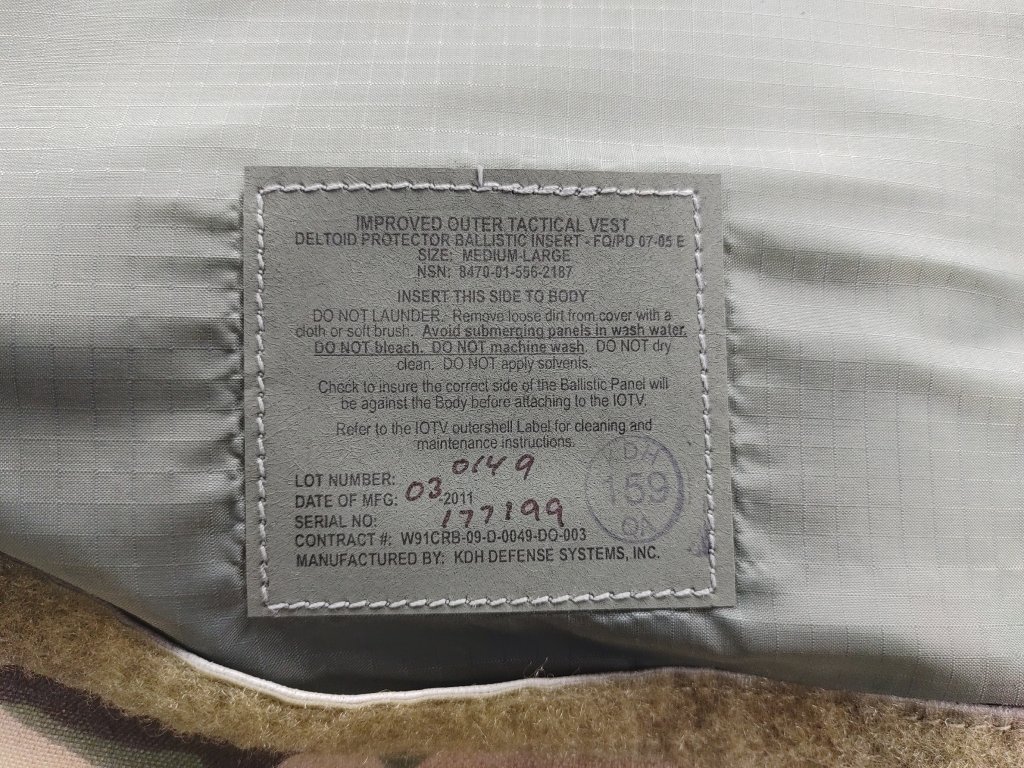 IMPROVED OUTER TACTICAL VEST
DELTOID PROTECTOR BALLISTIC INSERT - FQ/PD 07-05 E
SIZE: MEDIUM-LARGE
NSN: 8470-01-556-2187
INSERT THIS SIDE TO BODY
DO NOT LAUNDER. Remove loose dirt from cover with a
cloth or soft brush. Avoid submerging panels in wash water.
DO NOT bleach. DO NOT machine wash. DO NOT dry
clean. DO NOT apply solvents.
Check to insure the correct side of the Ballistic Panel will
be against the Body before attaching to the IOTV.
Refer to the IOTV outershell Label for cleaning and
maintenance instructions.
LOT NUMBER: 0149
DATE OF MFG: 03-2011
SERIAL NO: 177199
CONTRACT #: W91CRB-09-D-0049-DO-003
MANUFACTURED BY: KDH DEFENSE SYSTEMS, INC.
KDH
159
QA